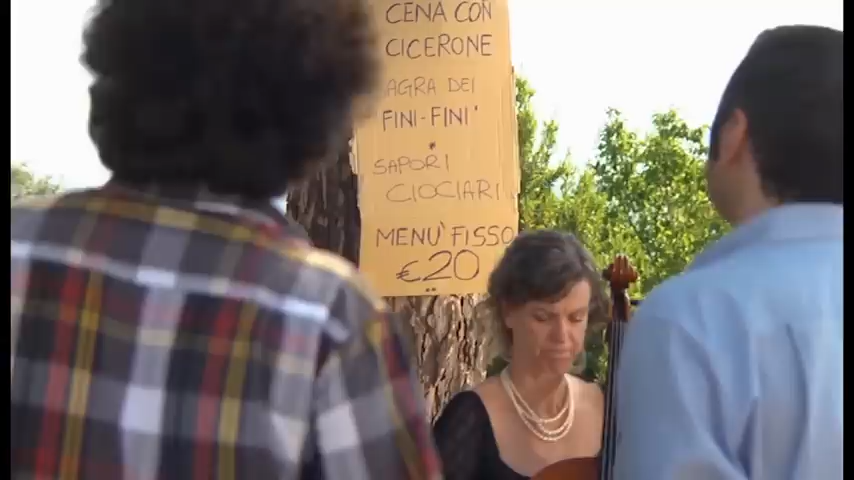 CENA CON
CICERONE
AGRA DEI
FINI-FINI'
SAPORI
CIOCIARI
MENU' FISSO
€20